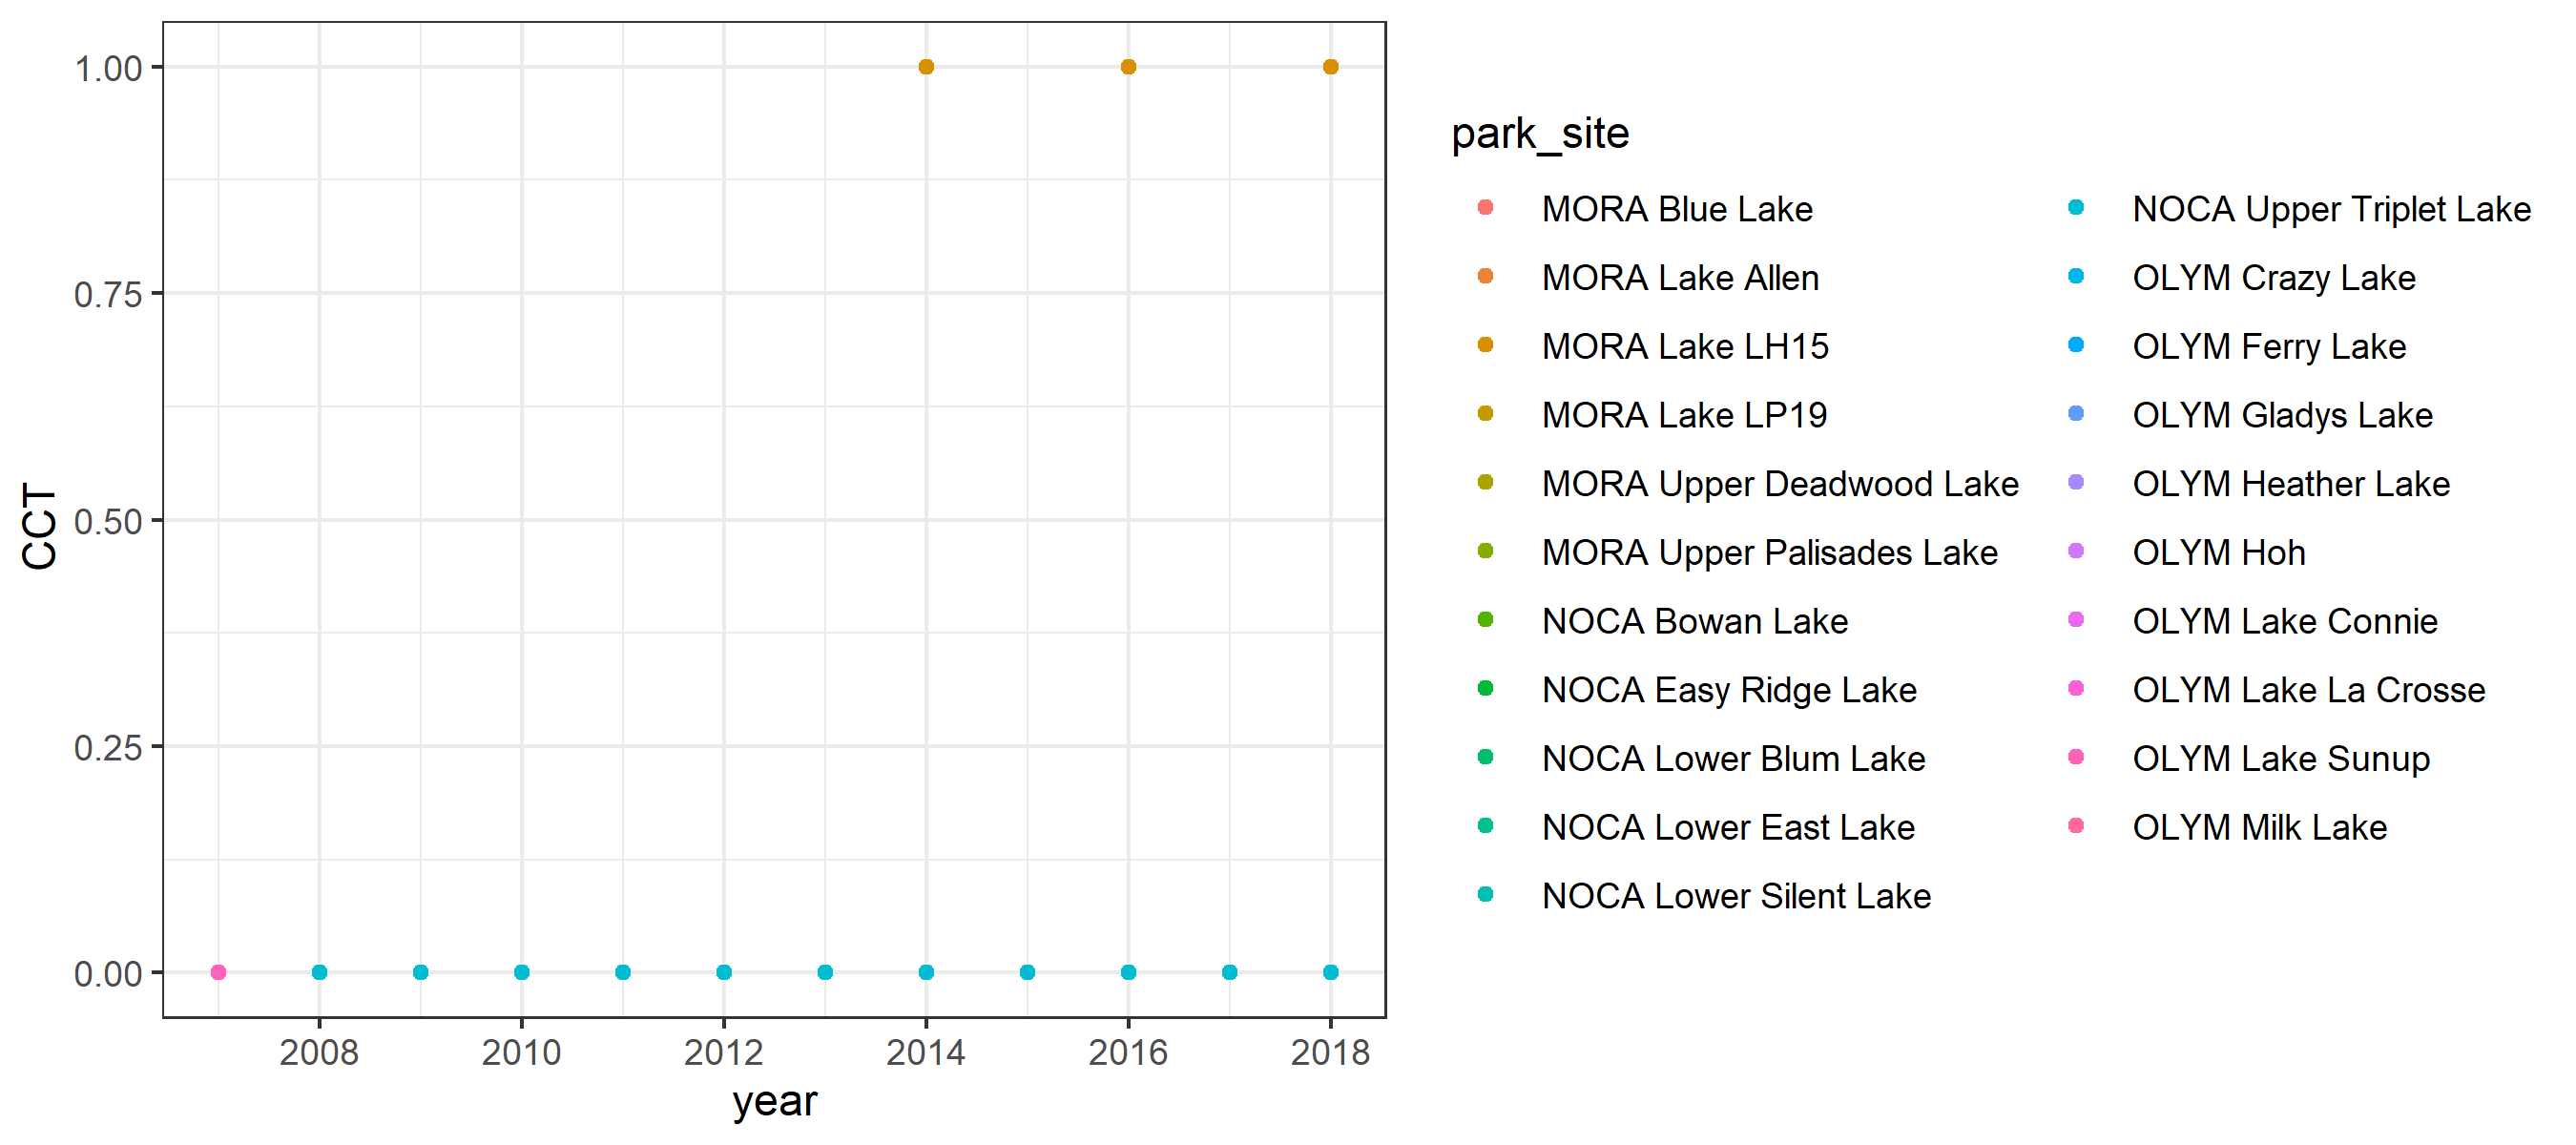 1.00
0.75
0.50
0.25
0.00
CCT
2008 2010 2012 2014 2016 2018
year
park_site
MORA Blue Lake
MORA Lake Allen
MORA Lake LH15
MORA Lake LP19
MORA Upper Deadwood Lake
MORA Upper Palisades Lake
NOCA Bowan Lake
NOCA Easy Ridge Lake
NOCA Lower Blum Lake
NOCA Lower East Lake
NOCA Lower Silent Lake
NOCA Upper Triplet Lake
OLYM Crazy Lake
OLYM Ferry Lake
OLYM Gladys Lake
OLYM Heather Lake
OLYM Hoh
OLYM Lake Connie
OLYM Lake La Crosse
OLYM Lake Sunup
OLYM Milk Lake